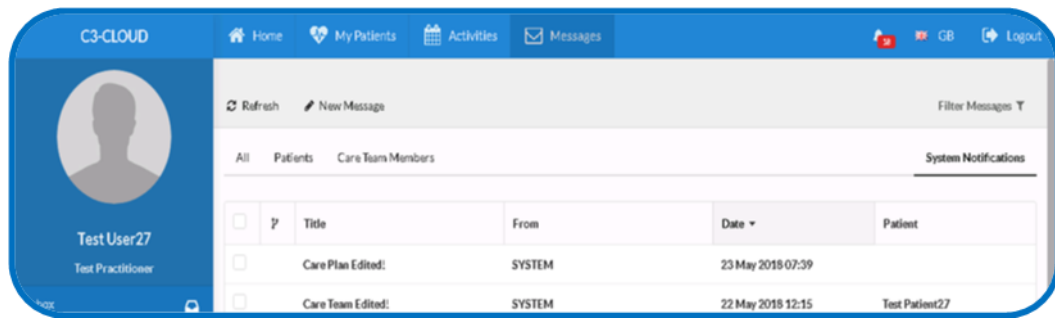 C3-CLOUD Home My Patients Activities Messages GB Logout
Refresh New Message Filter Messages
All Patients Care Team Members System Notifications
Title From Date Patient
Test User27
Test Practitioner
Care Plan Edited! SYSTEM 23 May 2018 07:39
Care Team Edited! SYSTEM 22 May 2018 12:15 Test Patient27